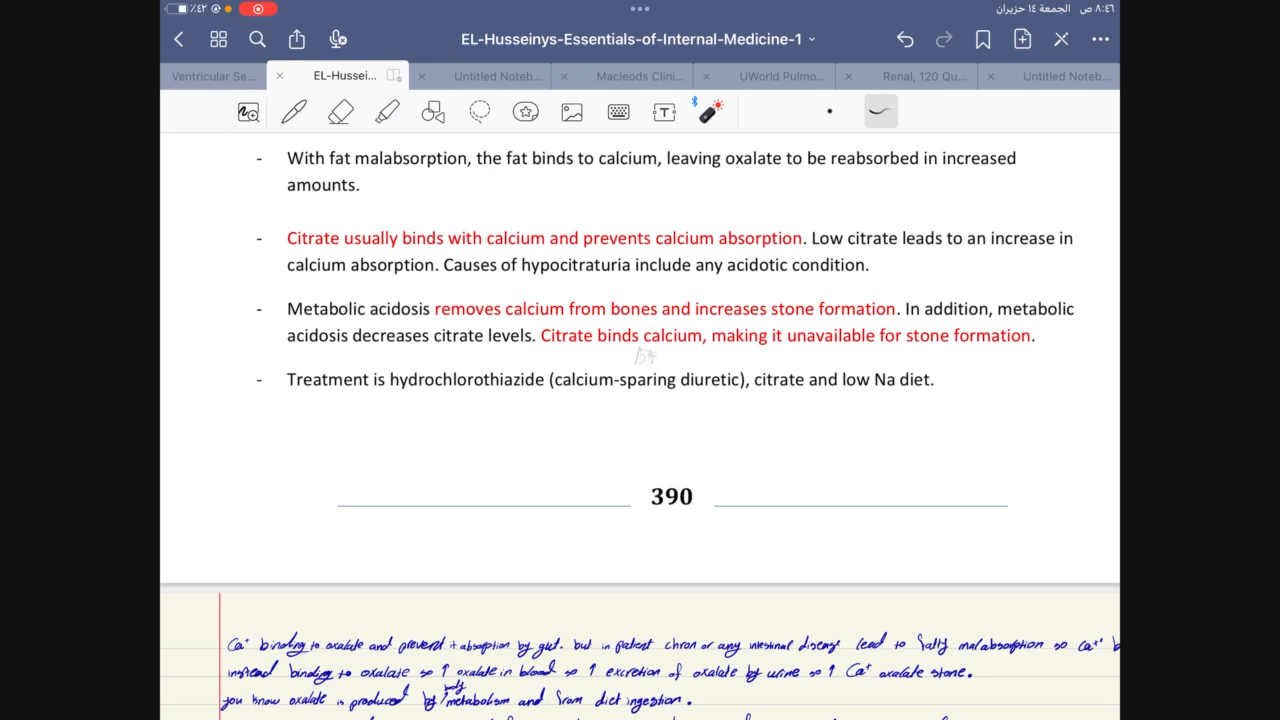 ٪٤٢ ٨:٤٦ ص الجمعة ١٤ حزيران
EL-Husseinys-Essentials-of-Internal-Medicine-1
Ventricular Se... EL-Hussei... Untitled Noteb... Macleods Clini... UWorld Pulmo... Renal, 120 Qu... Untitled Noteb...
- With fat malabsorption, the fat binds to calcium, leaving oxalate to be reabsorbed in increased
amounts.
- Citrate usually binds with calcium and prevents calcium absorption. Low citrate leads to an increase in
calcium absorption. Causes of hypocitraturia include any acidotic condition.
- Metabolic acidosis removes calcium from bones and increases stone formation. In addition, metabolic
acidosis decreases citrate levels. Citrate binds calcium, making it unavailable for stone formation.
- Treatment is hydrochlorothiazide (calcium-sparing diuretic), citrate and low Na diet.
390
Ca⁺ binding to oxalate and prevend it absorption by gut. but in patient chron or any intestinal disease lead to fatty malabsorption so Ca⁺⁺ b
instead binding to oxalate so ↑ oxalate in blood so ↑ excretion of oxalate by urine so ↑ Ca⁺ oxalate stone.
you know oxalate is produced by body metabolism and from diet ingestion.